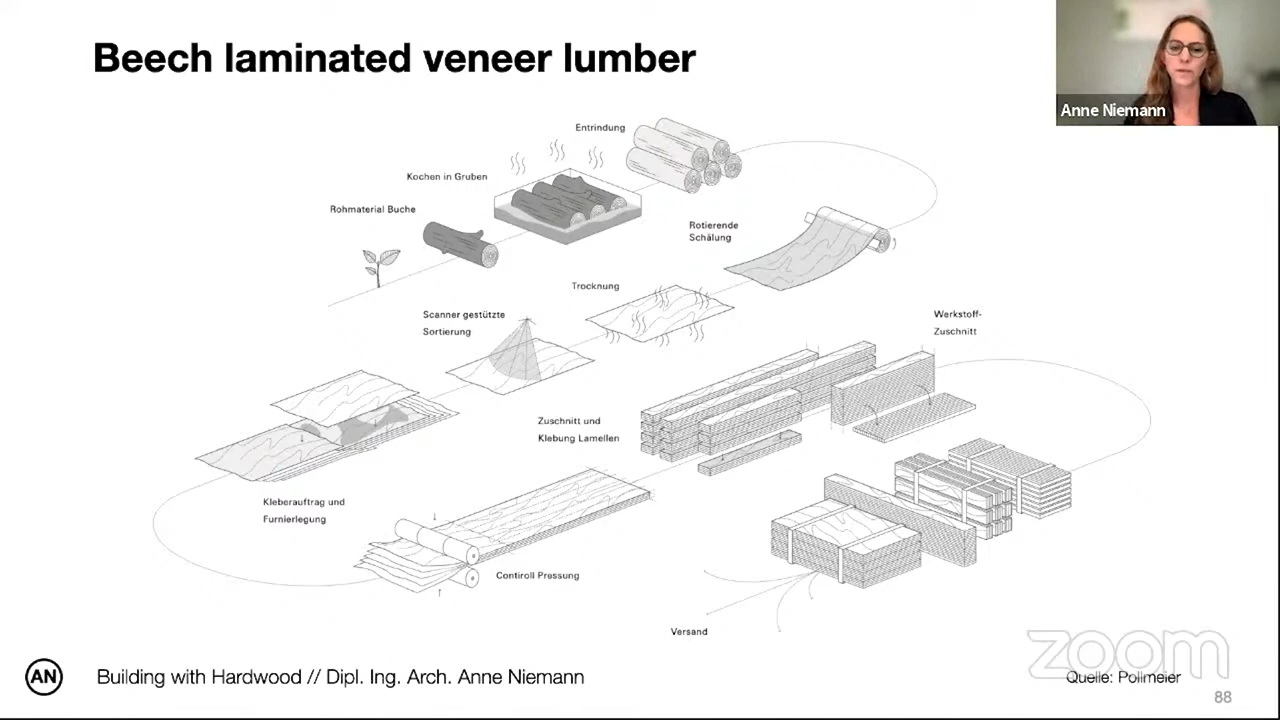 Beech laminated veneer lumber
Anne Niemann
Entrindung
Kochen in Gruben
Rohmaterial Buche
Rotierende
Schälung
Trocknung
Scanner gestützte
Sortierung
Werkstoff-
Zuschnitt
Zuschnitt und
Klebung Lamellen
Kleberauftrag und
Furnierlegung
Controll Pressung
Versand
zoom
AN
Building with Hardwood // Dipl. Ing. Arch. Anne Niemann
Quelle: Pollmeier
88